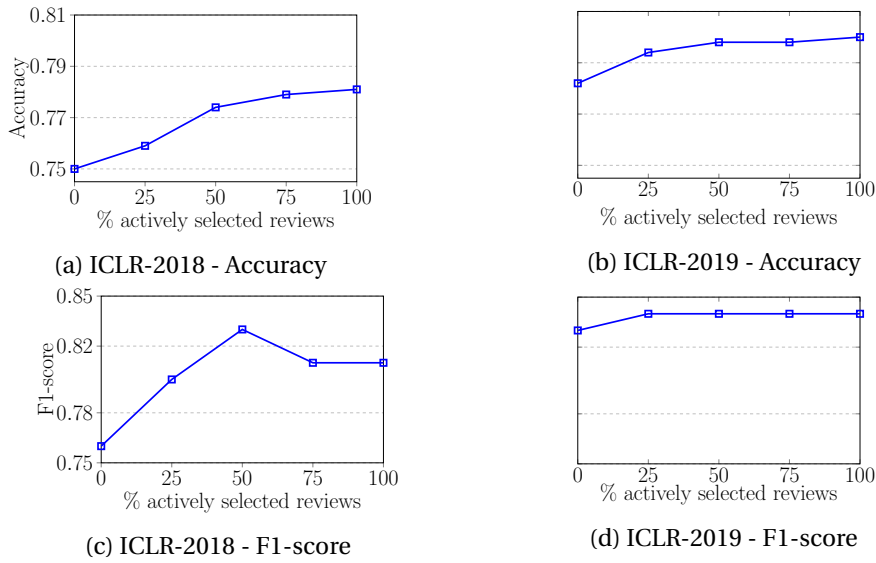 0.81
0.79
0.77
0.75
Accuracy
0 25 50 75 100
% actively selected reviews
(a) ICLR-2018 - Accuracy
0 25 50 75 100
% actively selected reviews
(b) ICLR-2019 - Accuracy
0.85
0.82
0.78
0.75
F1-score
0 25 50 75 100
% actively selected reviews
(c) ICLR-2018 - F1-score
0 25 50 75 100
% actively selected reviews
(d) ICLR-2019 - F1-score